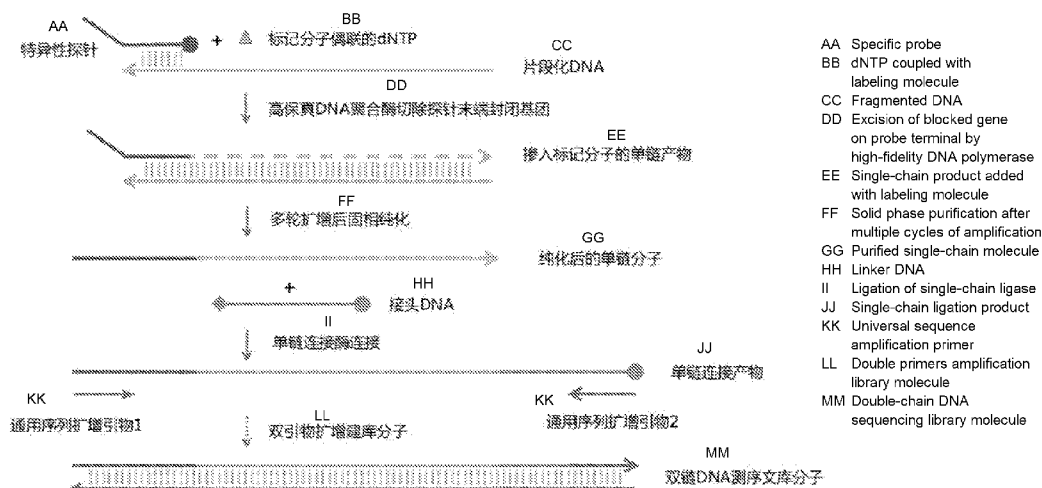 AA
特异性探针
+
BB
标记分子偶联的dNTP
CC
片段化DNA
DD
高保真DNA聚合酶切除探针末端封闭基团
EE
掺入标记分子的单链产物
FF
多轮扩增后固相纯化
GG
纯化后的单链分子
+
HH
接头DNA
II
单链连接酶连接
JJ
单链连接产物
KK
通用序列扩增引物1
KK
通用序列扩增引物2
LL
双引物扩增建库分子
MM
双链DNA测序文库分子
AA Specific probe
BB dNTP coupled with
labeling molecule
CC Fragmented DNA
DD Excision of blocked gene
on probe terminal by
high-fidelity DNA polymerase
EE Single-chain product added
with labeling molecule
FF Solid phase purification after
multiple cycles of amplification
GG Purified single-chain molecule
HH Linker DNA
II Ligation of single-chain ligase
JJ Single-chain ligation product
KK Universal sequence
amplification primer
LL Double primers amplification
library molecule
MM Double-chain DNA
sequencing library molecule